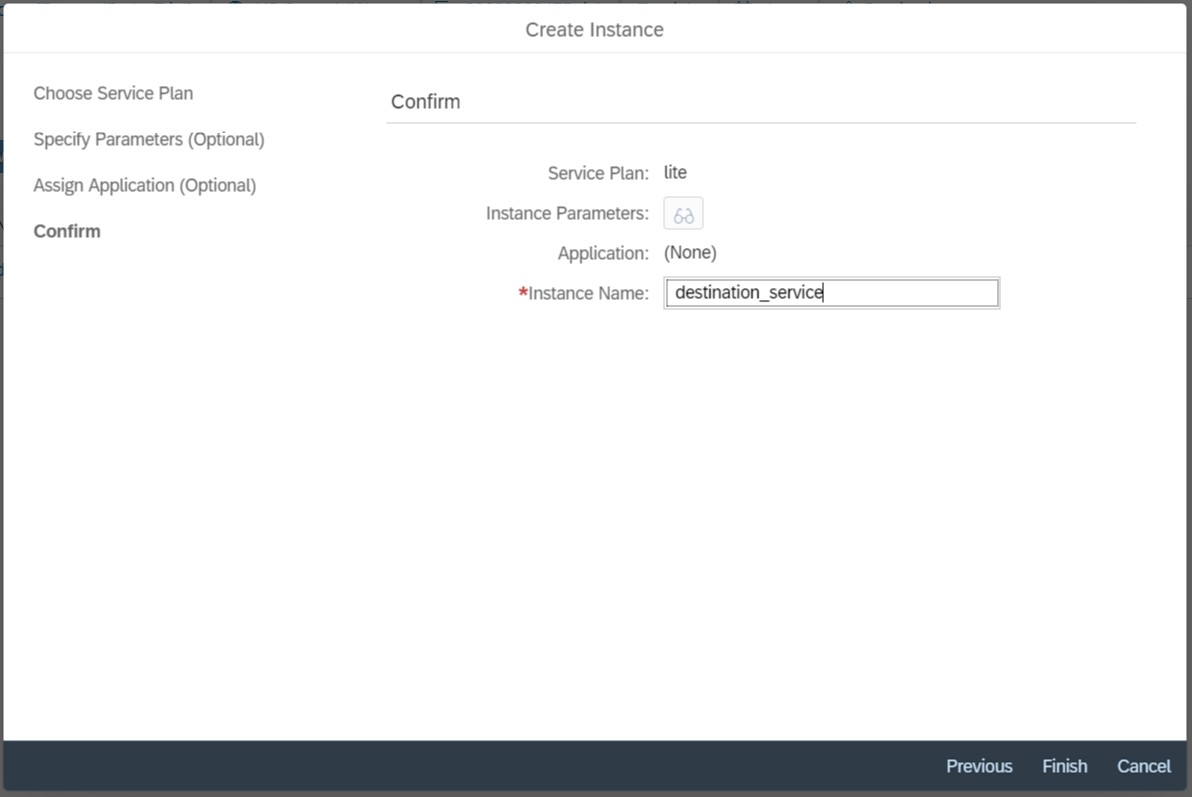 Create Instance
Choose Service Plan
Specify Parameters (Optional)
Assign Application (Optional)
Confirm
Confirm
Service Plan: lite
Instance Parameters:
Application: (None)
*Instance Name: destination_service
Previous Finish Cancel